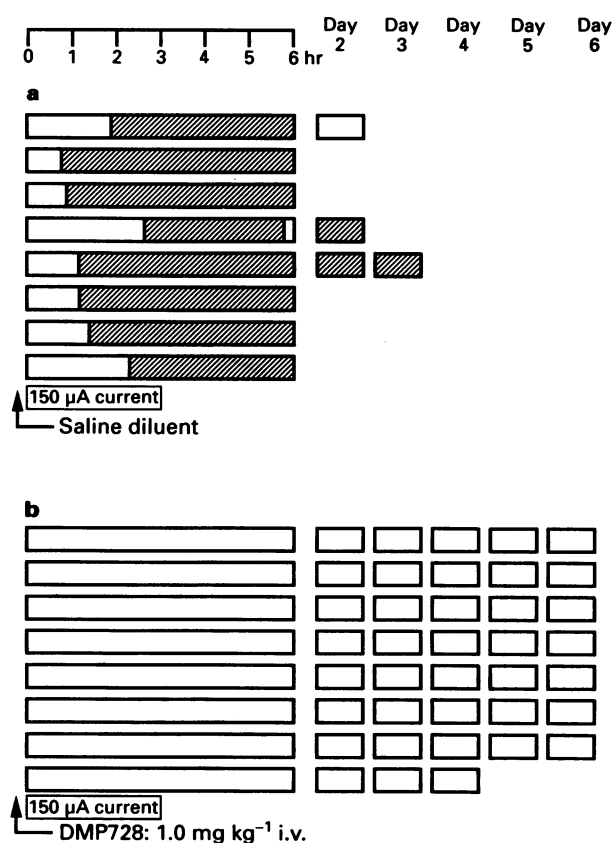 Day Day Day Day Day
0 1 2 3 4 5 6 hr 2 3 4 5 6
a
150 µA current
Saline diluent
b
150 µA current
DMP728: 1.0 mg kg⁻¹ i.v.